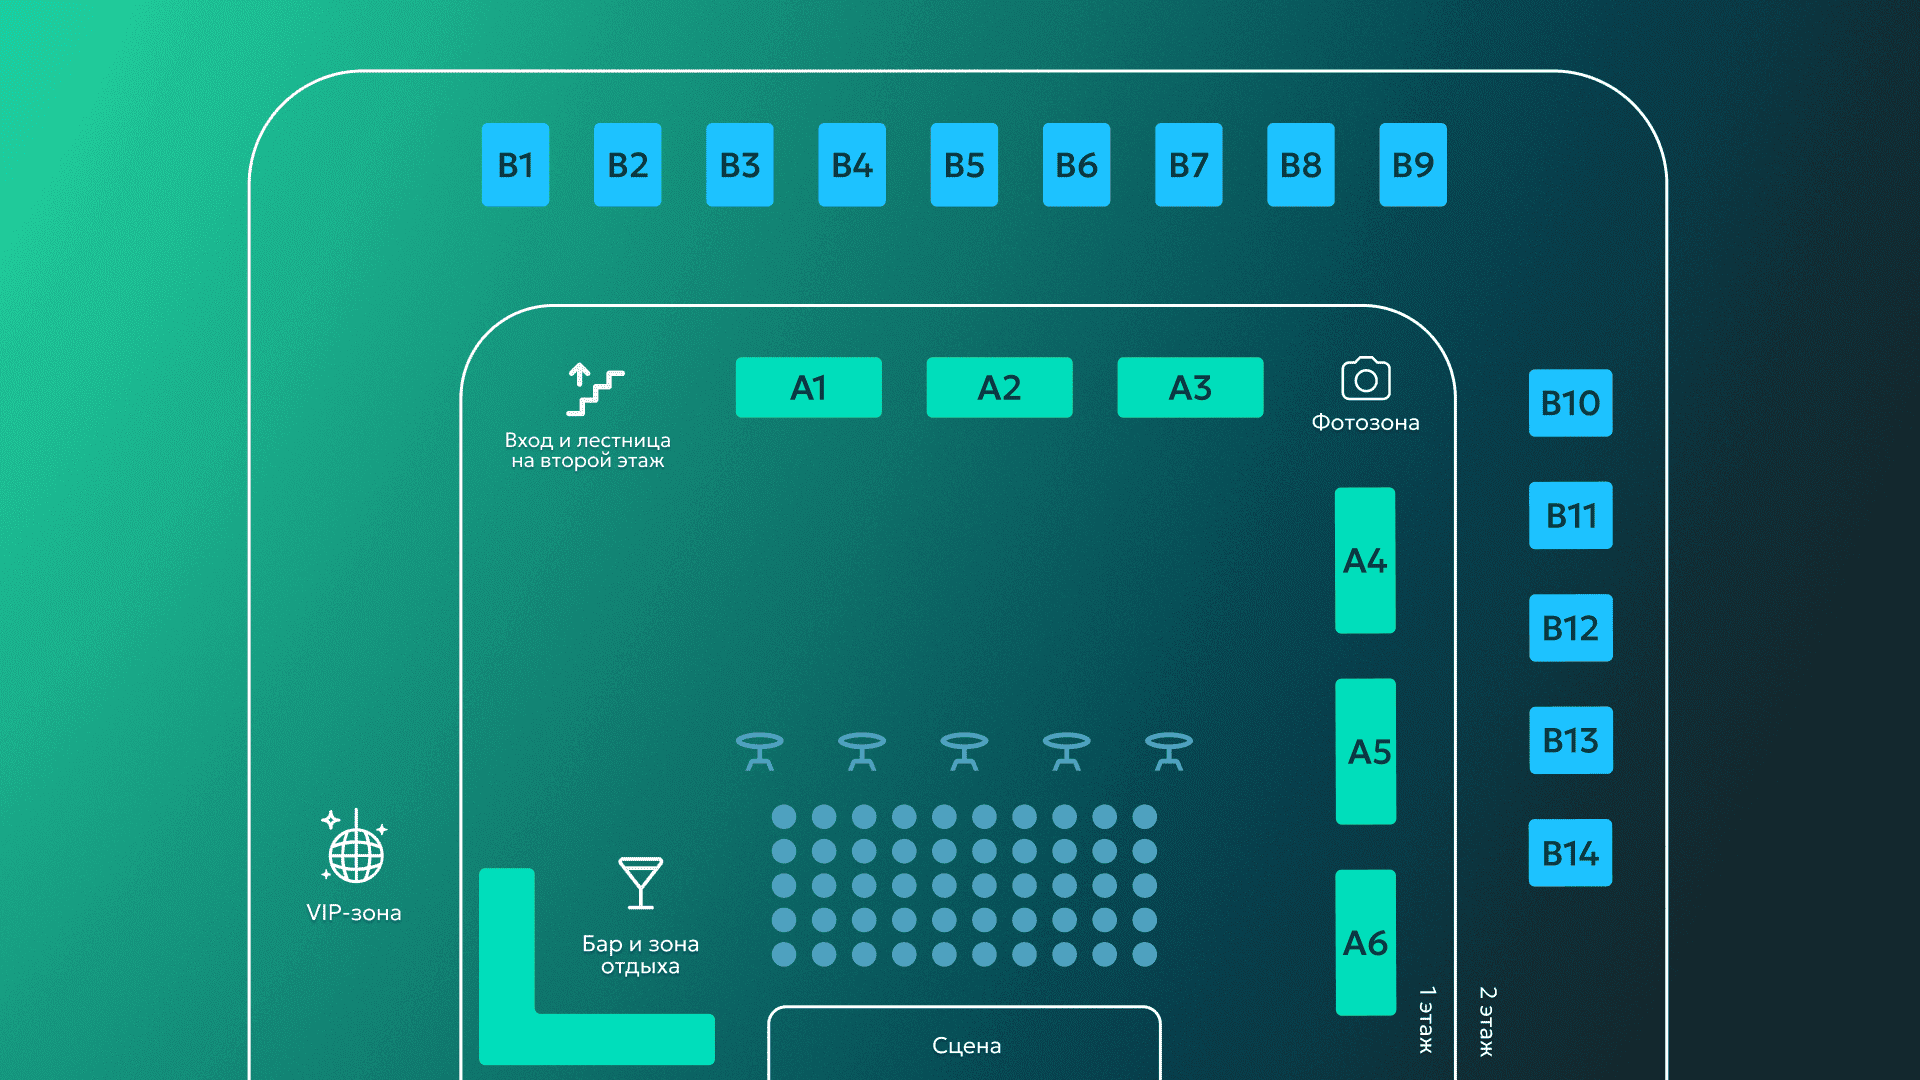 B1 B2 B3 B4 B5 B6 B7 B8 B9
A1 A2 A3
Вход и лестница
на второй этаж
Фотозона
B10
B11
B12
B13
B14
A4
A5
A6
VIP-зона
Бар и зона
отдыха
Сцена
1 этаж
2 этаж